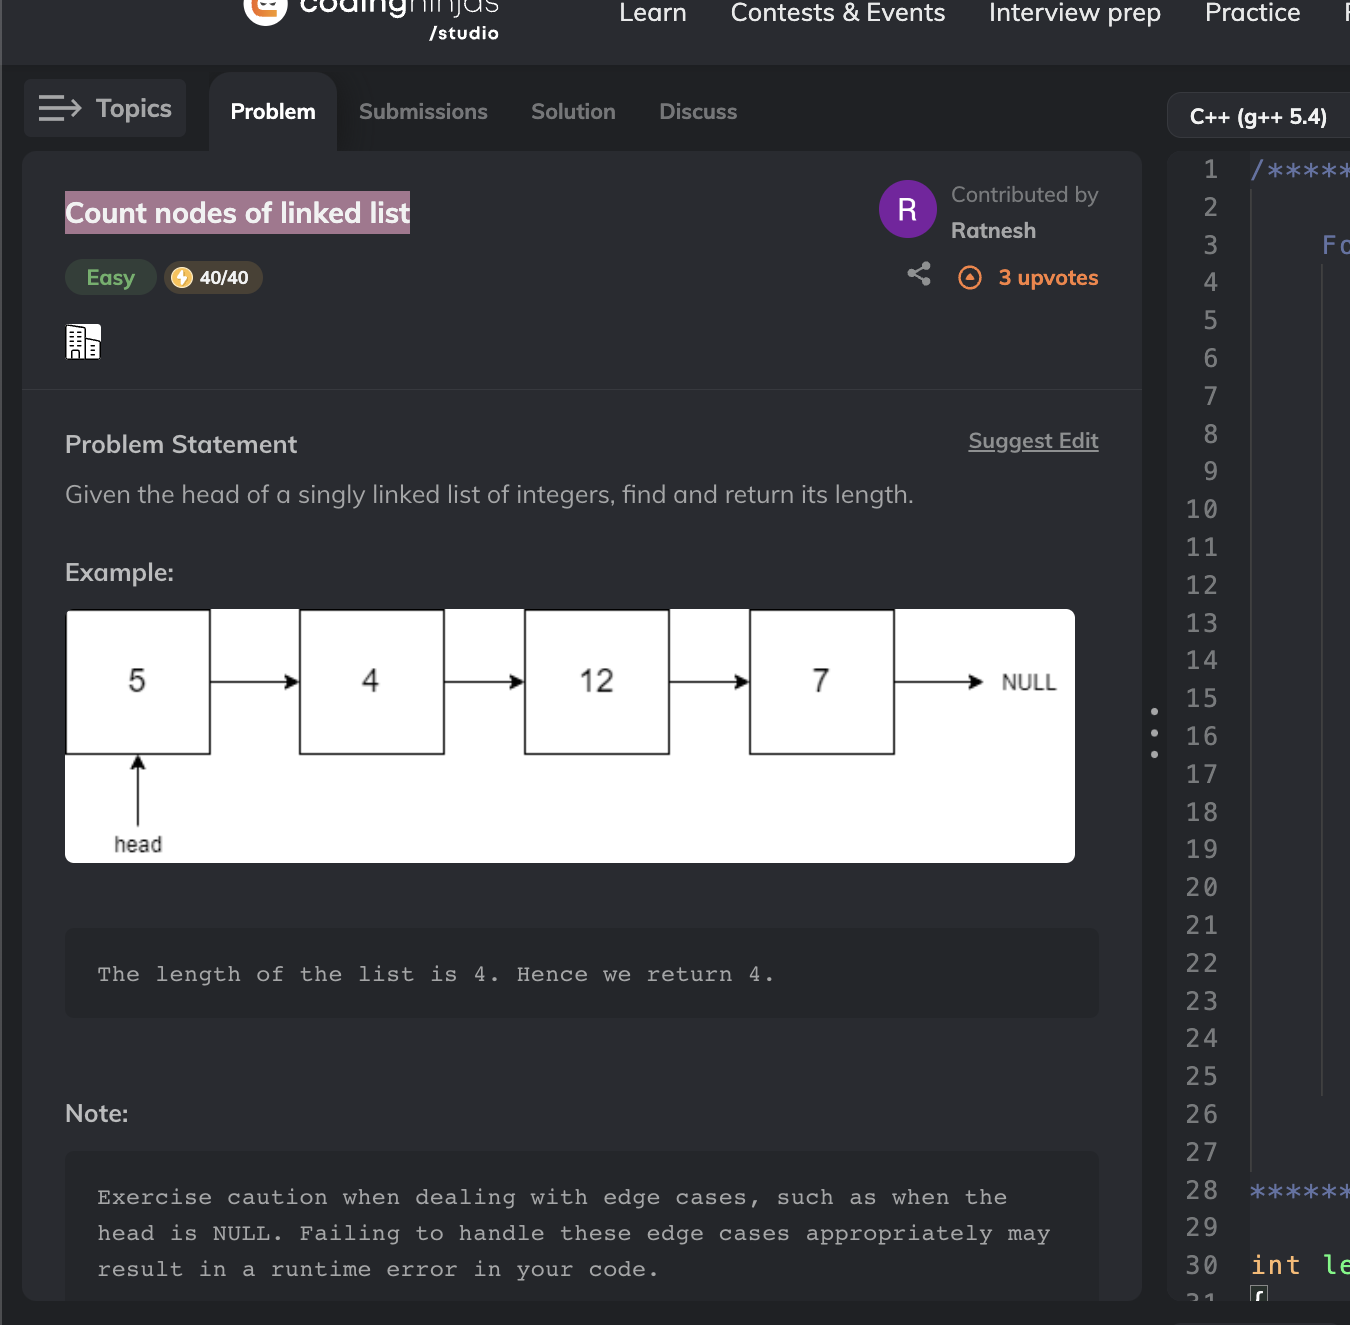 codingninjas
/studio
Learn Contests & Events Interview prep Practice
Topics Problem Submissions Solution Discuss
Count nodes of linked list
R Contributed by
Ratnesh
Easy 40/40
3 upvotes
Problem Statement
Suggest Edit
Given the head of a singly linked list of integers, find and return its length.
Example:
5 4 12 7 NULL
head
The length of the list is 4. Hence we return 4.
Note:
Exercise caution when dealing with edge cases, such as when the
head is NULL. Failing to handle these edge cases appropriately may
result in a runtime error in your code.
C++ (g++ 5.4)
1 /*****
2
3 Fo
4
5
6
7
8
9
10
11
12
13
14
15
16
17
18
19
20
21
22
23
24
25
26
27
28 ******
29
30 int le
31 {